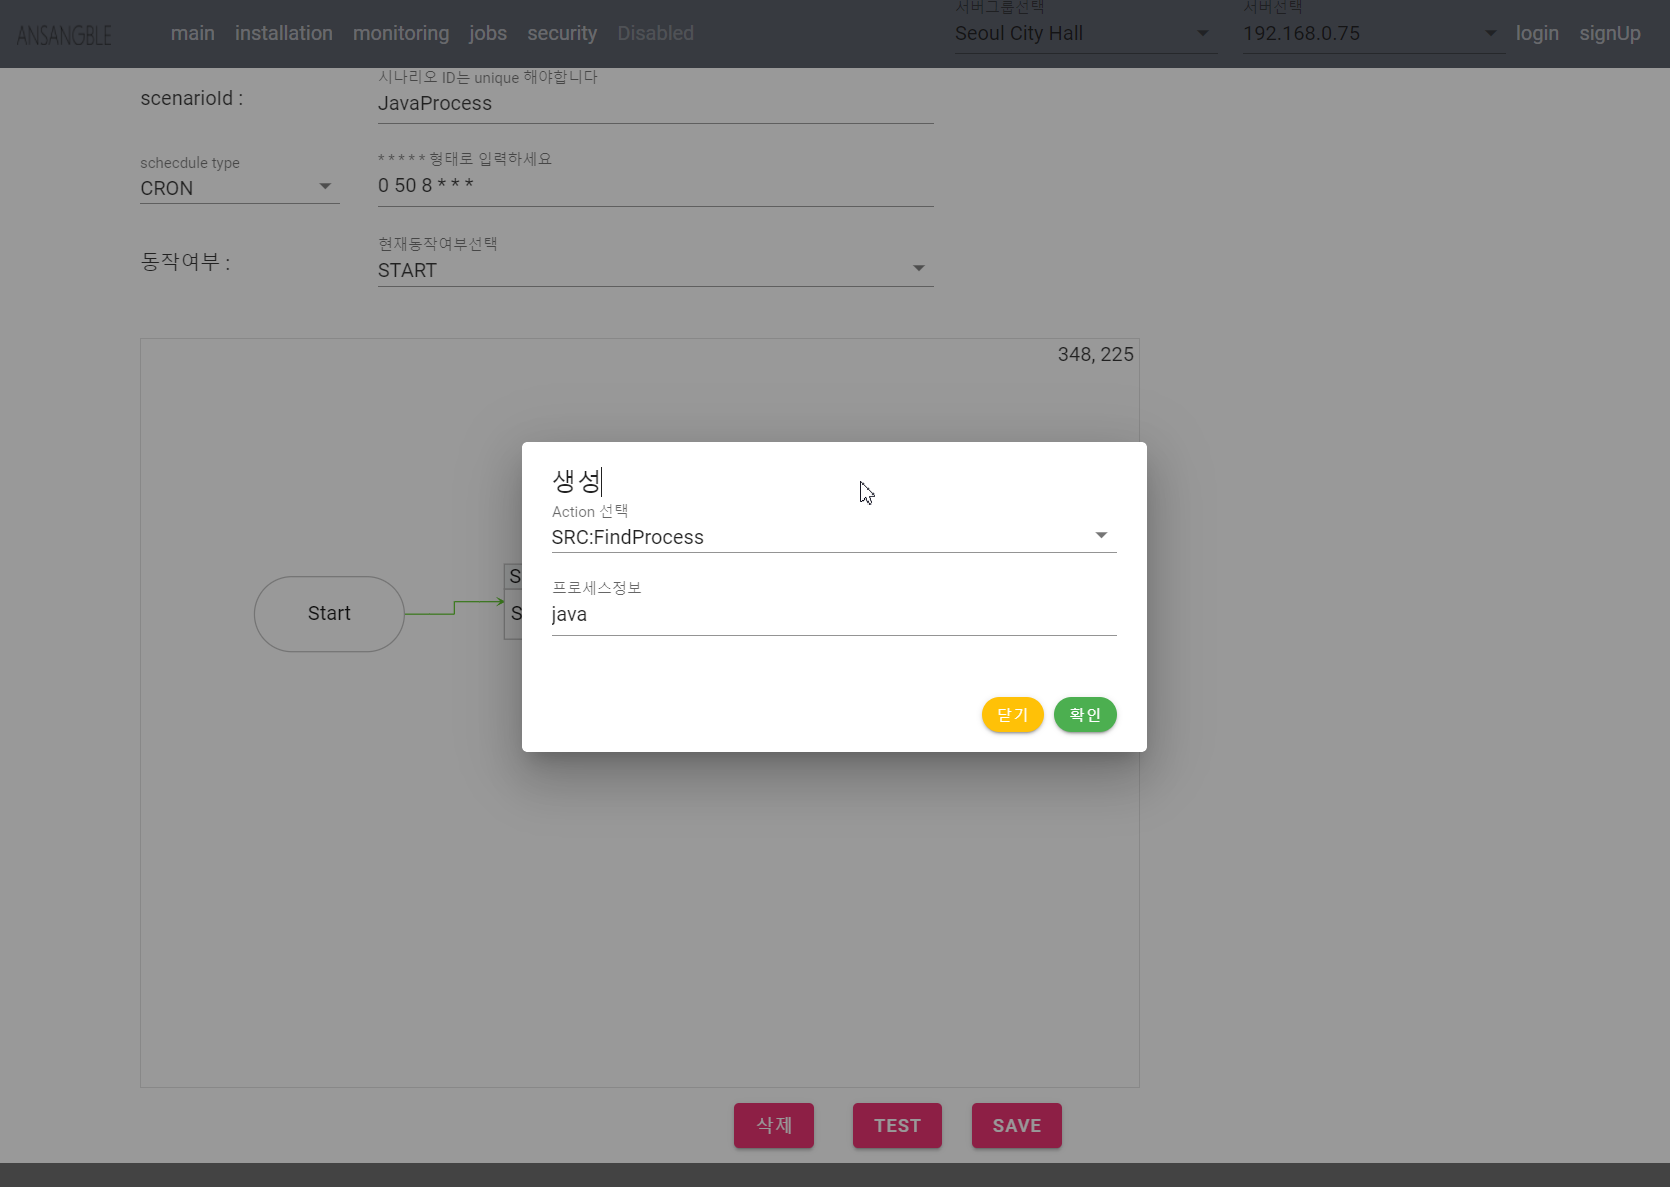 ANSANGBLE main installation monitoring jobs security Disabled
서버그룹선택
Seoul City Hall
서버선택
192.168.0.75
login signUp
시나리오 ID는 unique 해야합니다
scenarioId :
JavaProcess
schecdule type
CRON
* * * * * 형태로 입력하세요
0 50 8 * * *
동작여부 :
현재동작여부선택
START
348, 225
생성
Action 선택
SRC:FindProcess
프로세스정보
java
닫기 확인
Start
S
S
삭제 TEST SAVE